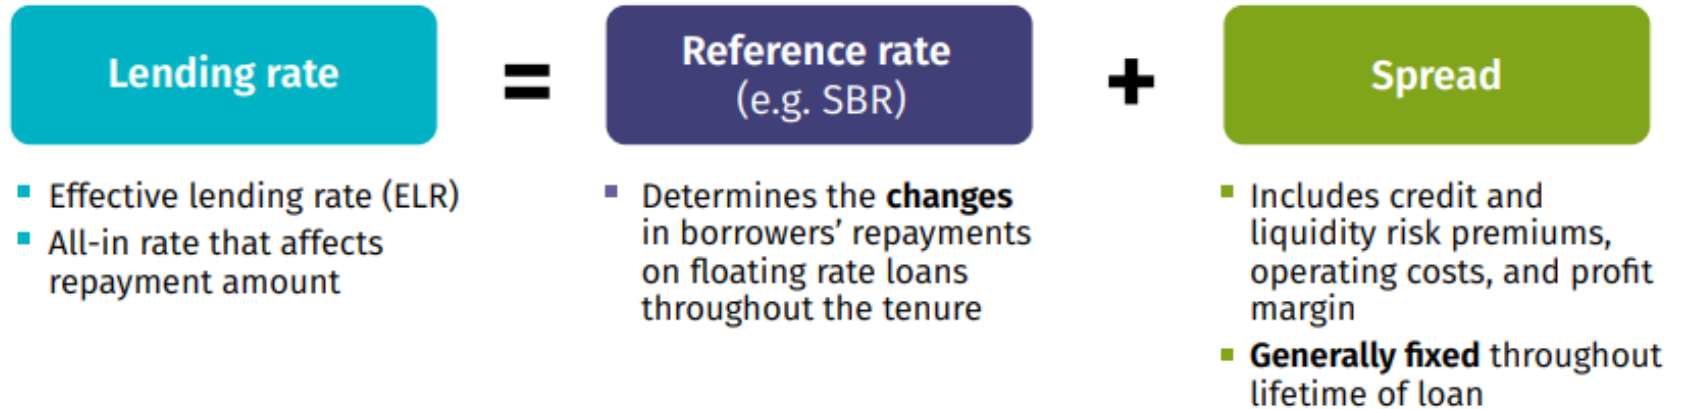 Lending rate
=
Reference rate
(e.g. SBR)
+
Spread
▪ Effective lending rate (ELR)
▪ All-in rate that affects
repayment amount
▪ Determines the changes
in borrowers’ repayments
on floating rate loans
throughout the tenure
▪ Includes credit and
liquidity risk premiums,
operating costs, and profit
margin
▪ Generally fixed throughout
lifetime of loan